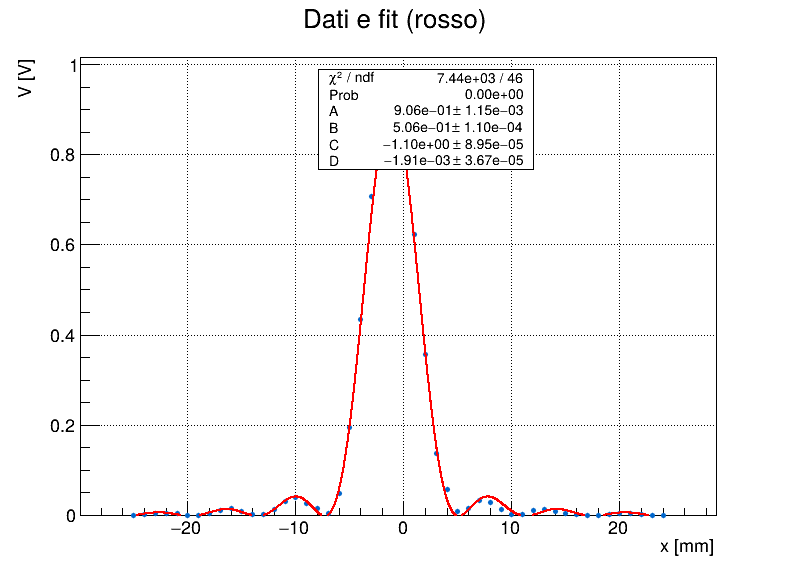 Dati e fit (rosso)
V [V]
χ² / ndf 7.44e+03 / 46
Prob 0.00e+00
A 9.06e−01± 1.15e−03
B 5.06e−01± 1.10e−04
C −1.10e+00 ± 8.95e−05
D −1.91e−03 ± 3.67e−05
1
0.8
0.6
0.4
0.2
0
−20 −10 0 10 20
x [mm]